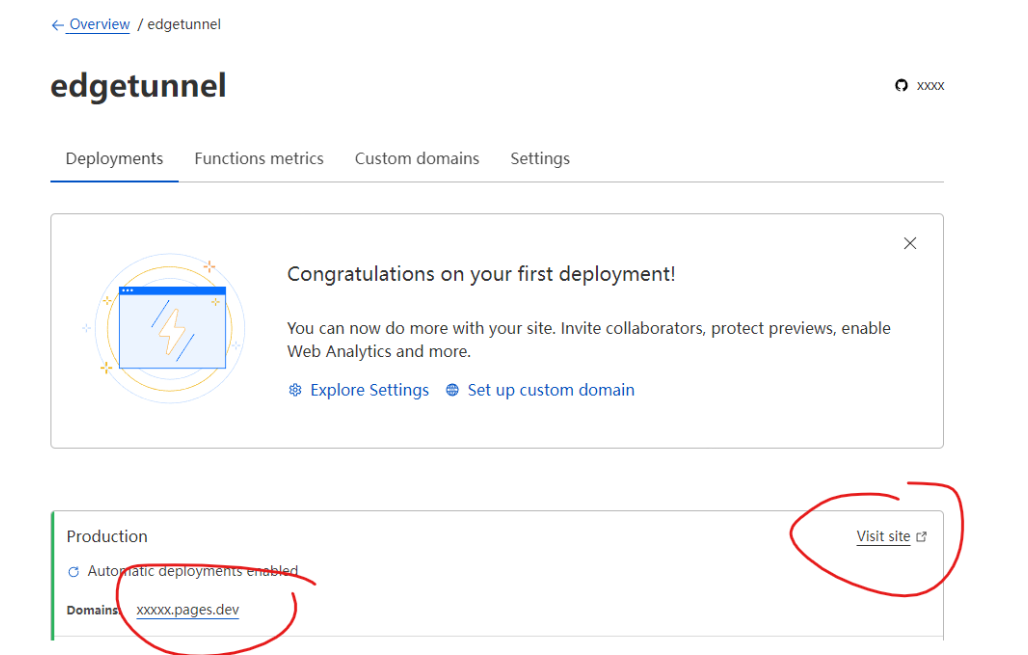 ← Overview / edgetunnel
edgetunnel
xxxx
Deployments Functions metrics Custom domains Settings
Congratulations on your first deployment!
You can now do more with your site. Invite collaborators, protect previews, enable
Web Analytics and more.
Explore Settings Set up custom domain
Production Visit site
Automatic deployments enabled
Domains: xxxxx.pages.dev